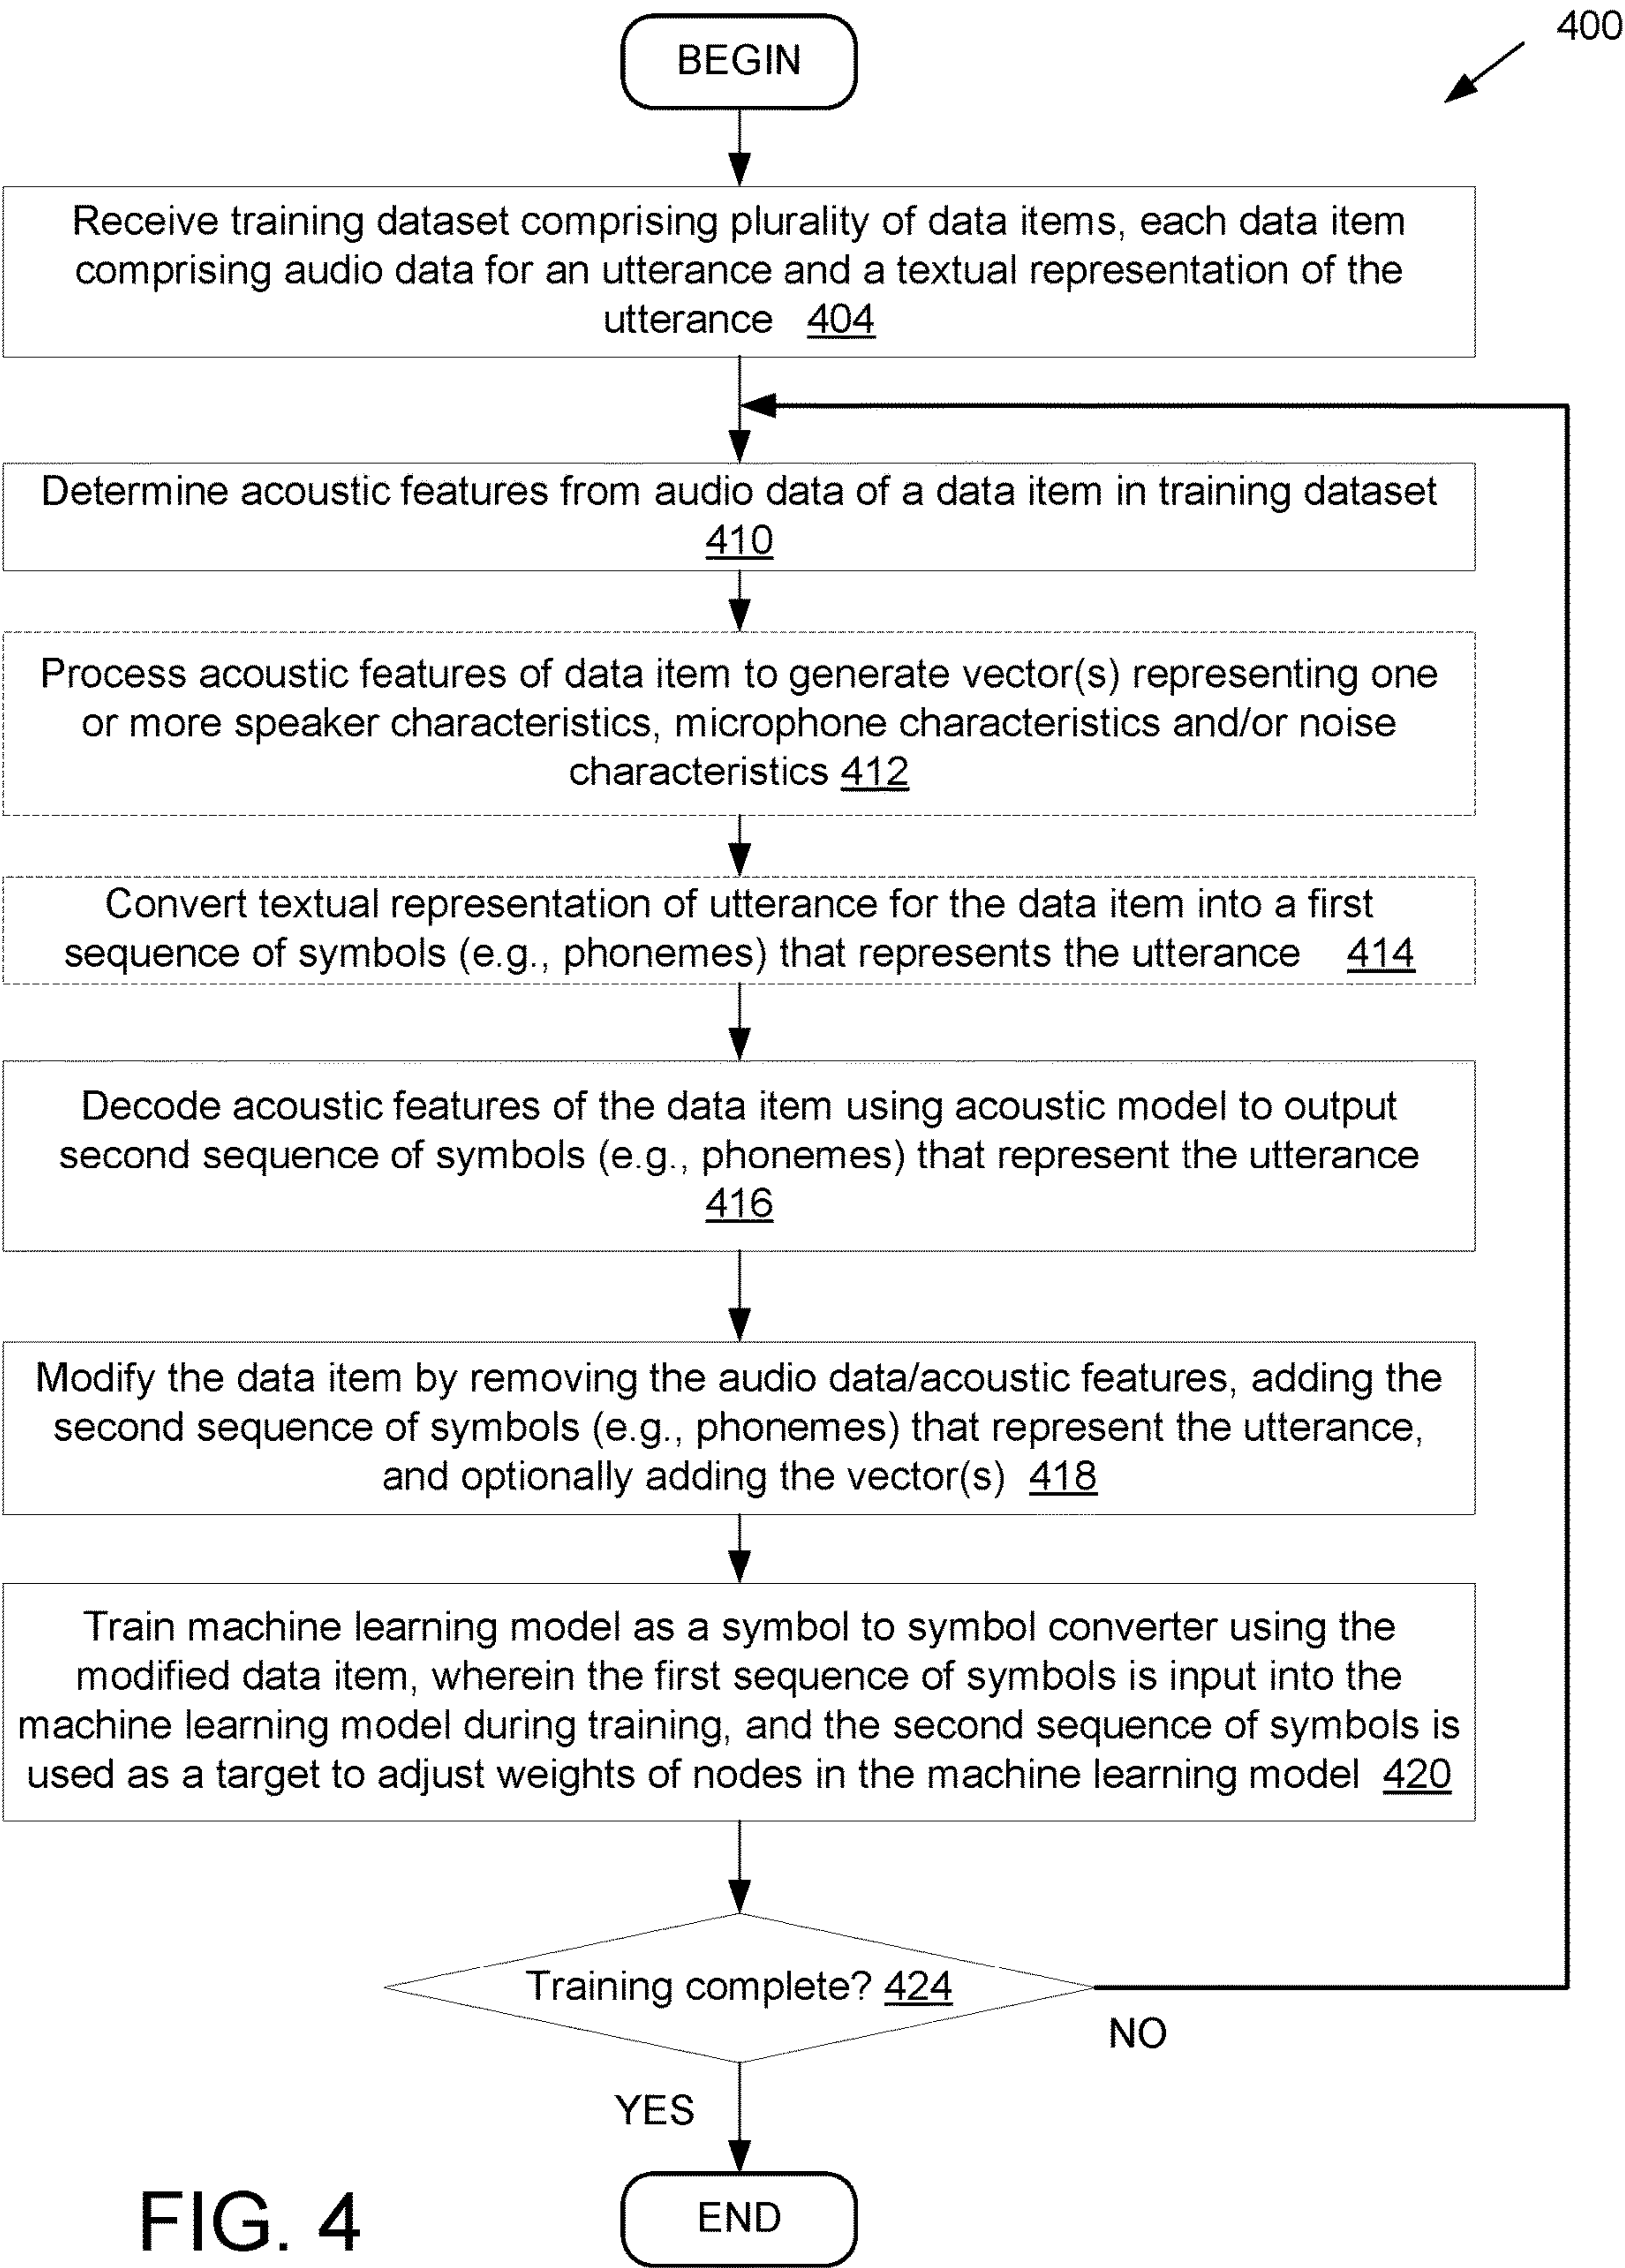 400
BEGIN
Receive training dataset comprising plurality of data items, each data item
comprising audio data for an utterance and a textual representation of the
utterance 404
Determine acoustic features from audio data of a data item in training dataset
410
Process acoustic features of data item to generate vector(s) representing one
or more speaker characteristics, microphone characteristics and/or noise
characteristics 412
Convert textual representation of utterance for the data item into a first
sequence of symbols (e.g., phonemes) that represents the utterance 414
Decode acoustic features of the data item using acoustic model to output
second sequence of symbols (e.g., phonemes) that represent the utterance
416
Modify the data item by removing the audio data/acoustic features, adding the
second sequence of symbols (e.g., phonemes) that represent the utterance,
and optionally adding the vector(s) 418
Train machine learning model as a symbol to symbol converter using the
modified data item, wherein the first sequence of symbols is input into the
machine learning model during training, and the second sequence of symbols is
used as a target to adjust weights of nodes in the machine learning model 420
Training complete? 424
NO
YES
END
FIG. 4